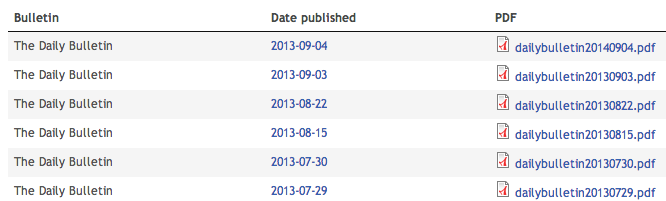 Bulletin Date published PDF
The Daily Bulletin 2013-09-04 dailybulletin20140904.pdf
The Daily Bulletin 2013-09-03 dailybulletin20130903.pdf
The Daily Bulletin 2013-08-22 dailybulletin20130822.pdf
The Daily Bulletin 2013-08-15 dailybulletin20130815.pdf
The Daily Bulletin 2013-07-30 dailybulletin20130730.pdf
The Daily Bulletin 2013-07-29 dailybulletin20130729.pdf